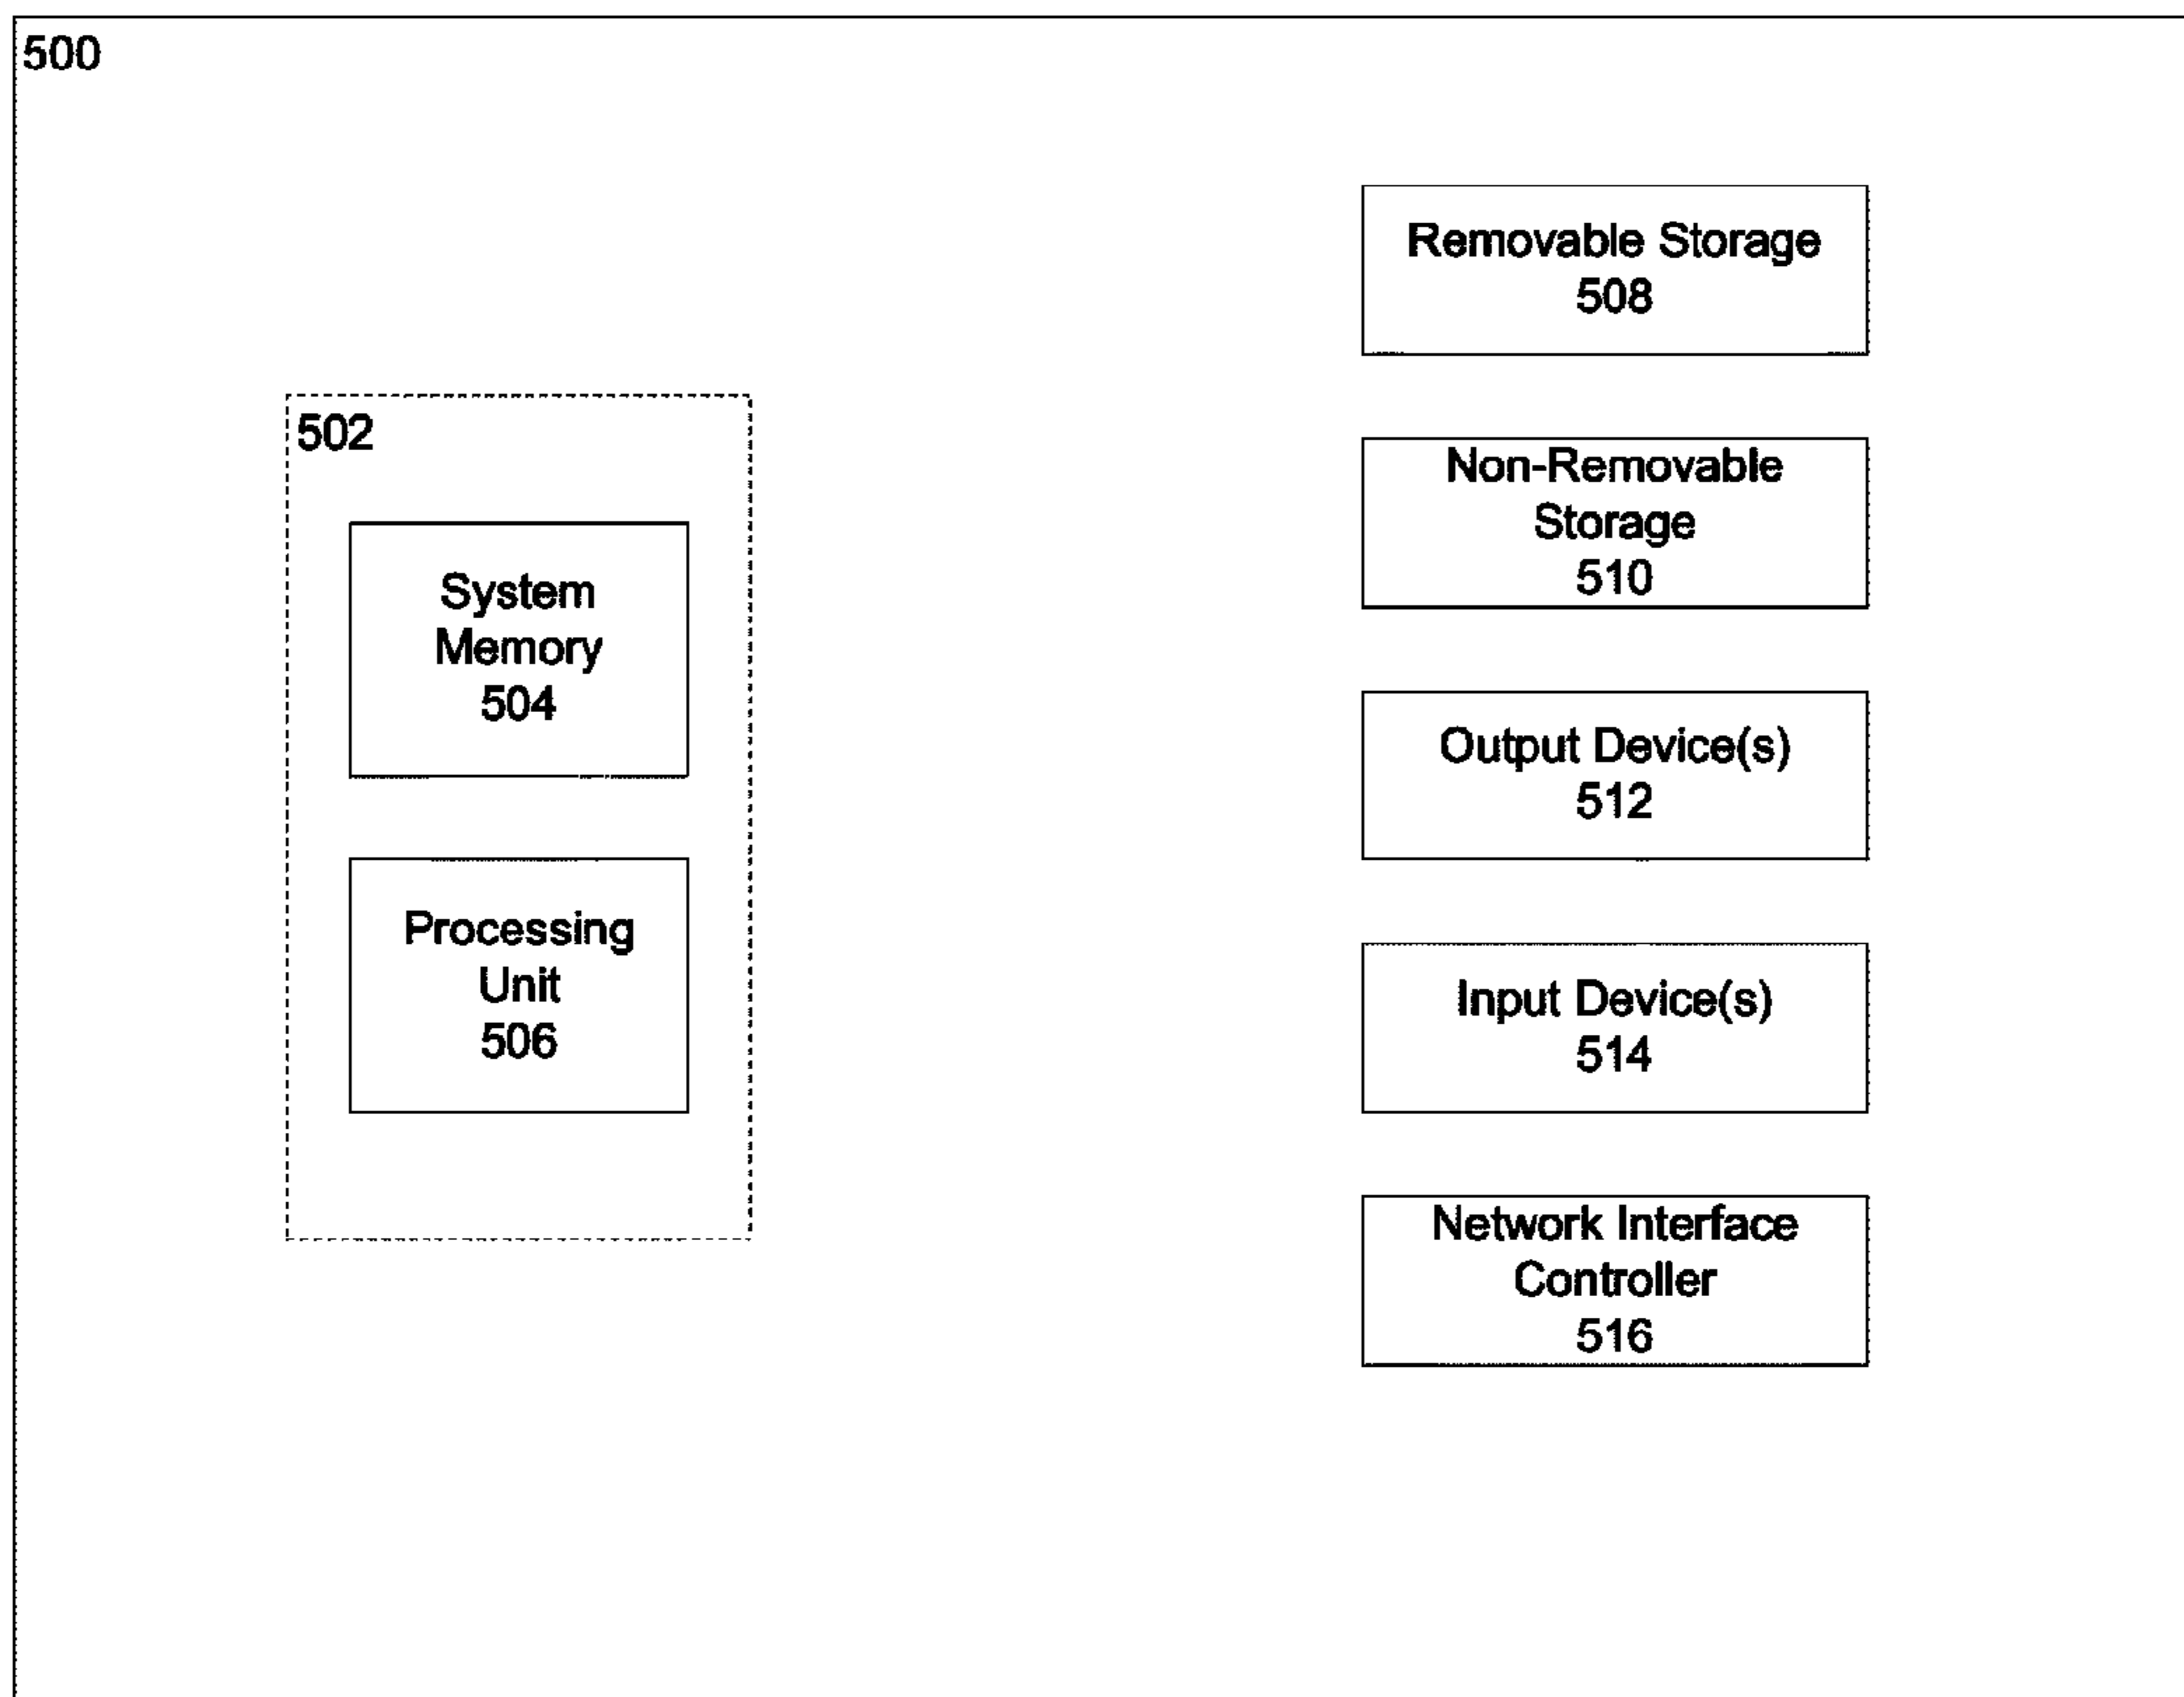 500
502
System
Memory
504
Processing
Unit
506
Removable Storage
508
Non-Removable
Storage
510
Output Device(s)
512
Input Device(s)
514
Network Interface
Controller
516